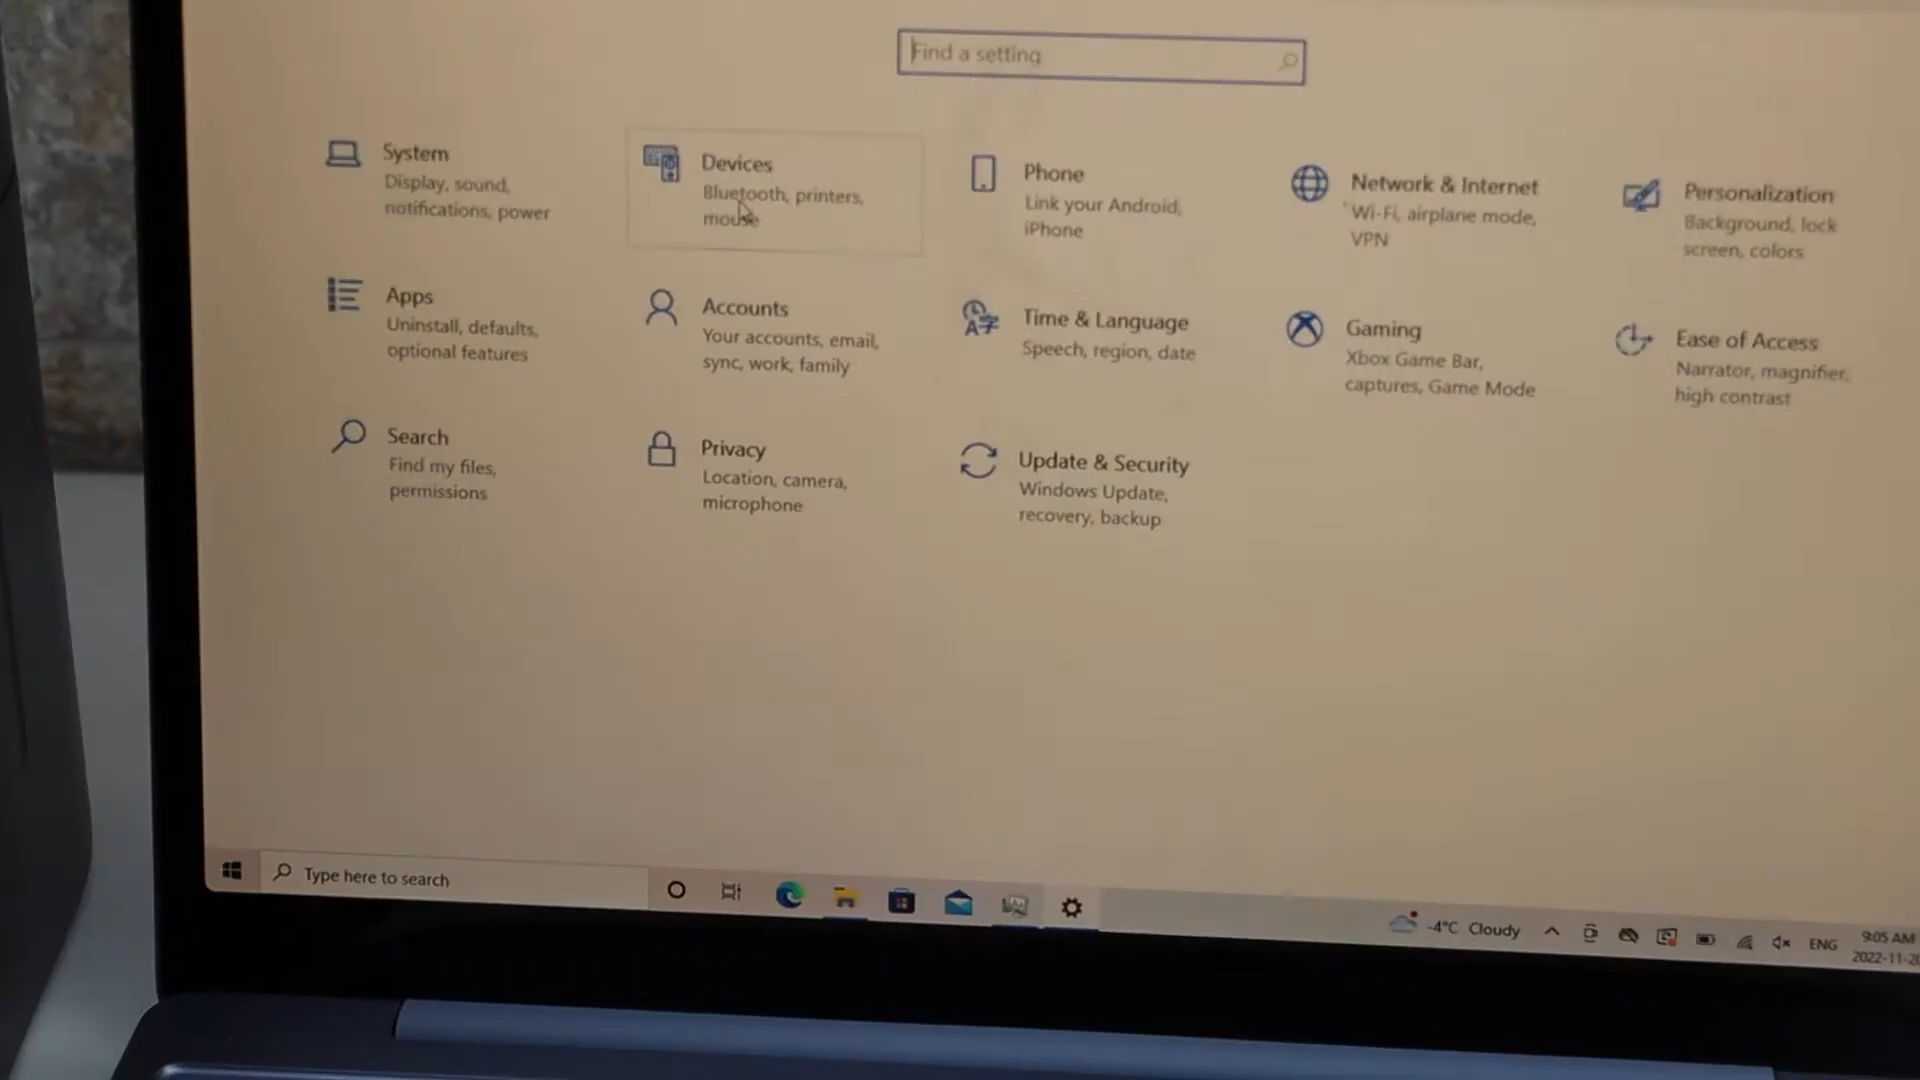 Find a setting
System
Display, sound,
notifications, power
Devices
Bluetooth, printers,
mouse
Phone
Link your Android,
iPhone
Network & Internet
Wi-Fi, airplane mode,
VPN
Personalization
Background, lock
screen, colors
Apps
Uninstall, defaults,
optional features
Accounts
Your accounts, email,
sync, work, family
Time & Language
Speech, region, date
Gaming
Xbox Game Bar,
captures, Game Mode
Ease of Access
Narrator, magnifier,
high contrast
Search
Find my files,
permissions
Privacy
Location, camera,
microphone
Update & Security
Windows Update,
recovery, backup
Type here to search
-4°C Cloudy
ENG
9:05 AM
2022-11-20